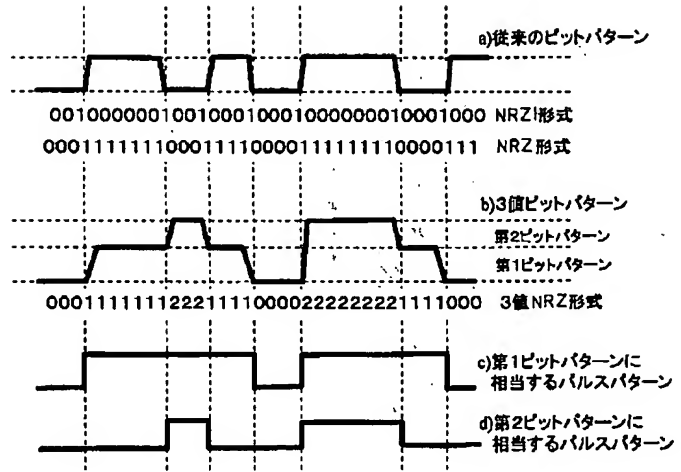 a)従来のピットパターン
001000000100100010001000000010001000 NRZI形式
0001111111000111100001111111110000111 NRZ形式
b)3値ピットパターン
第2ピットパターン
第1ピットパターン
000111111122211110000222222221111000 3値NRZ形式
c)第1ピットパターンに
相当するパルスパターン
d)第2ピットパターンに
相当するパルスパターン